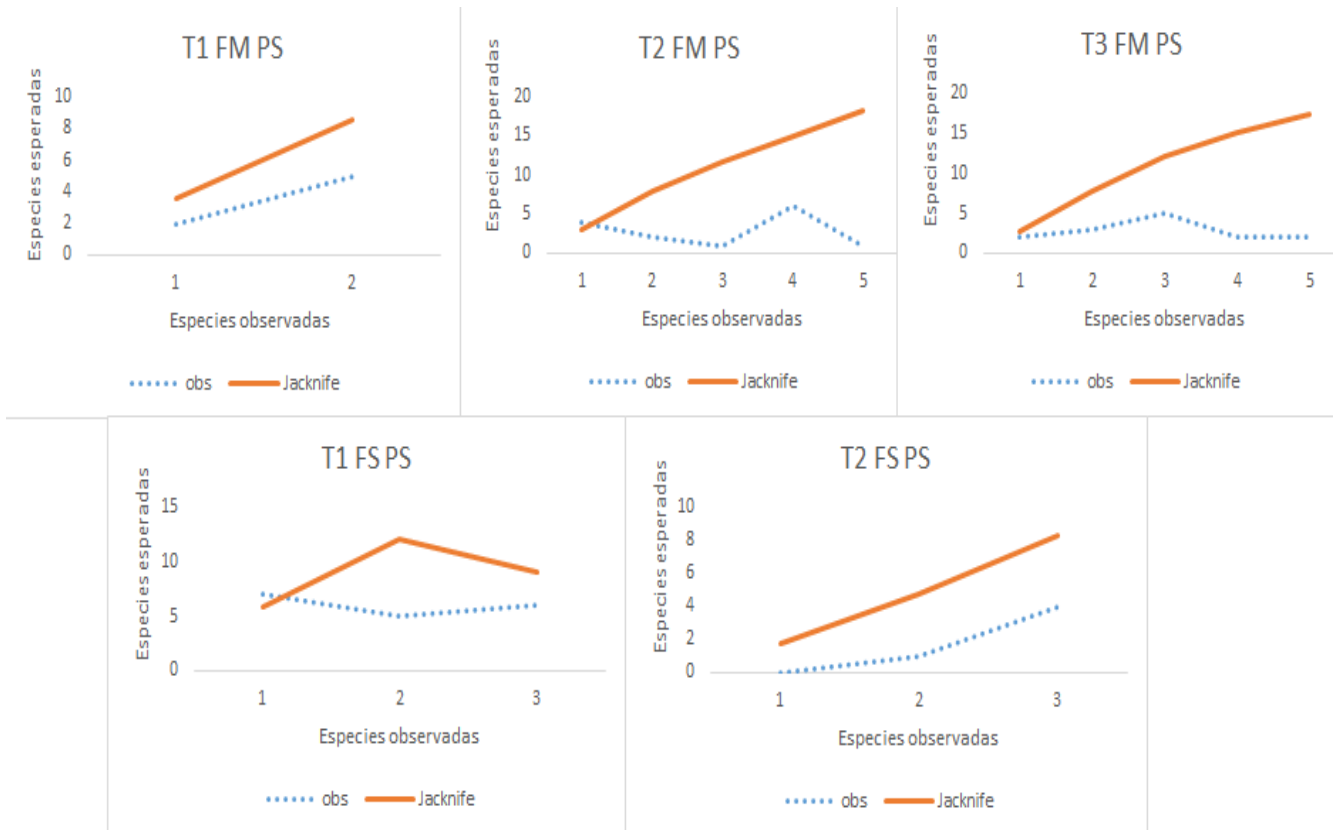 T1 FM PS
Especies esperadas
10
8
6
4
2
0
1 2
Especies observadas
obs Jacknife
T2 FM PS
Especies esperadas
20
15
10
5
0
1 2 3 4 5
Especies observadas
obs Jacknife
T3 FM PS
Especies esperadas
20
15
10
5
0
1 2 3 4 5
Especies observadas
obs Jacknife
T1 FS PS
Especies esperadas
15
10
5
0
1 2 3
Especies observadas
obs Jacknife
T2 FS PS
Especies esperadas
10
8
6
4
2
0
1 2 3
Especies observadas
obs Jacknife